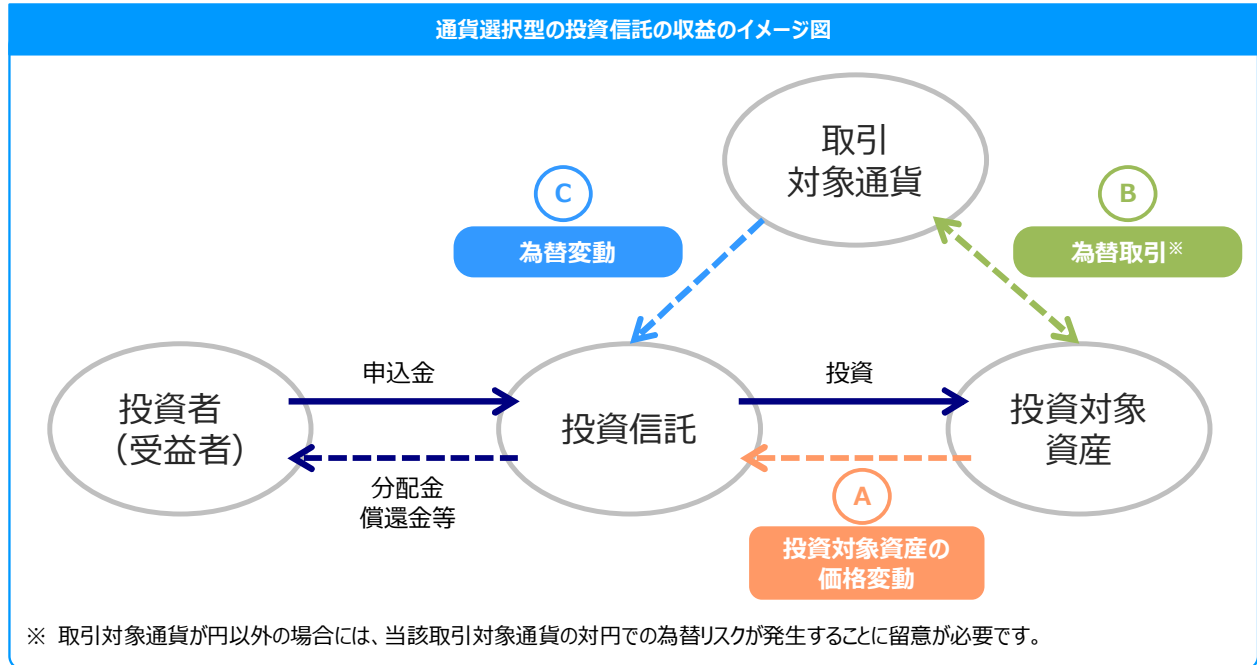 通貨選択型の投資信託の収益のイメージ図
取引
対象通貨
C
為替変動
B
為替取引※
投資者
（受益者）
申込金
分配金
償還金等
投資信託
投資
A
投資対象資産の
価格変動
投資対象
資産
※ 取引対象通貨が円以外の場合には、当該取引対象通貨の対円での為替リスクが発生することに留意が必要です。